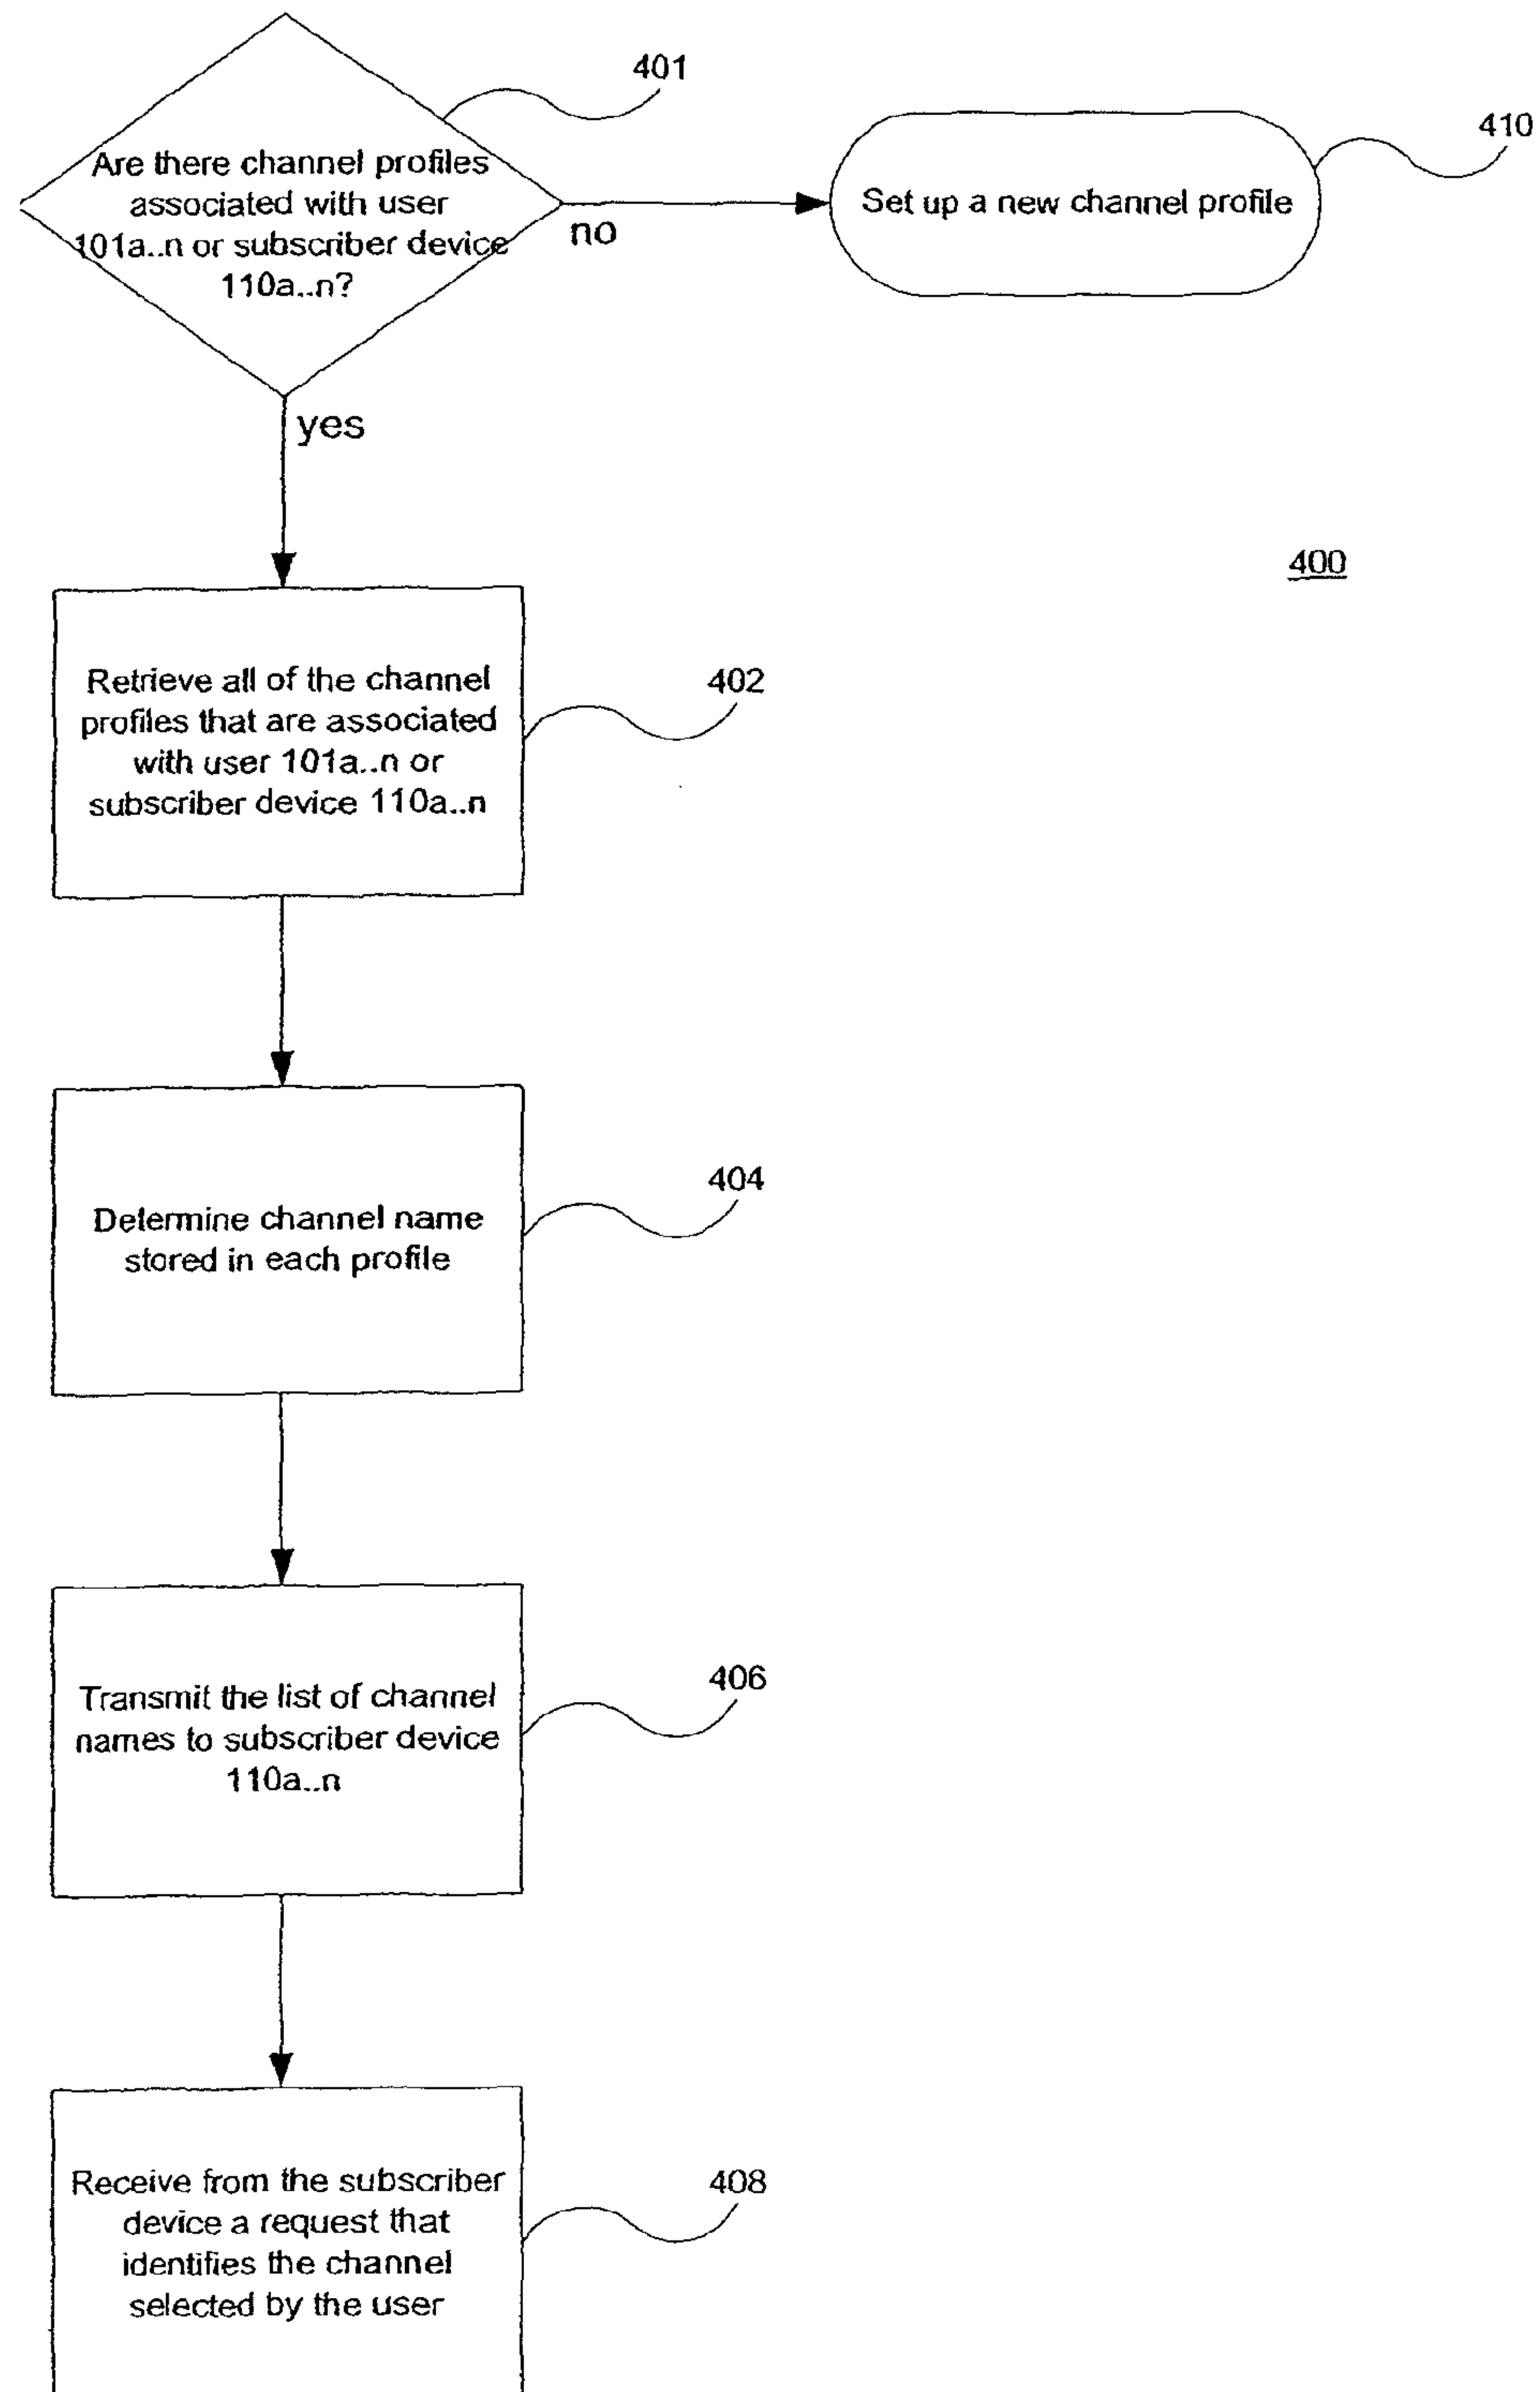 401
Are there channel profiles
associated with user
101a..n or subscriber device
110a..n?
no
Set up a new channel profile
410
yes
400
Retrieve all of the channel
profiles that are associated
with user 101a..n or
subscriber device 110a..n
402
Determine channel name
stored in each profile
404
Transmit the list of channel
names to subscriber device
110a..n
406
Receive from the subscriber
device a request that
identifies the channel
selected by the user
408